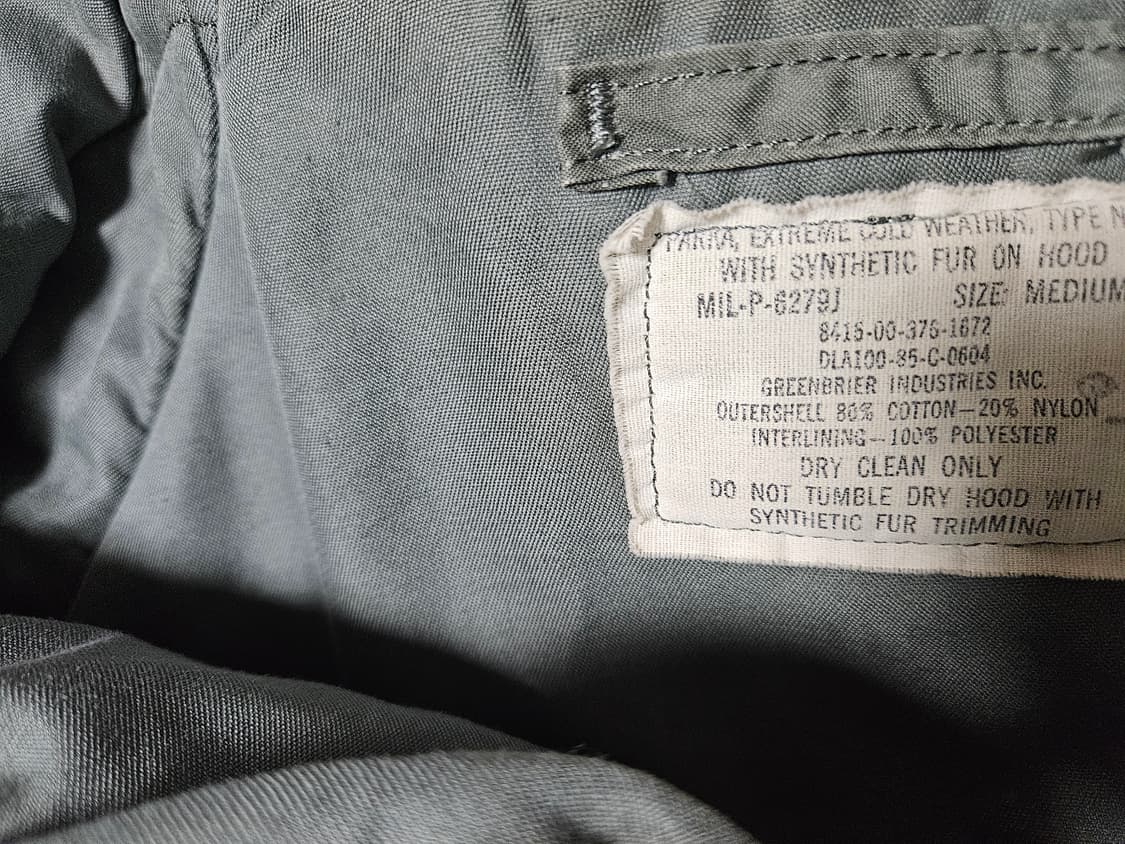 PARKA, EXTREME COLD WEATHER, TYPE N
WITH SYNTHETIC FUR ON HOOD
MIL-P-6279J SIZE: MEDIUM
8415-00-376-1672
DLA100-85-C-0604
GREENBRIER INDUSTRIES INC.
OUTERSHELL 80% COTTON—20% NYLON
INTERLINING—100% POLYESTER
DRY CLEAN ONLY
DO NOT TUMBLE DRY HOOD WITH
SYNTHETIC FUR TRIMMING